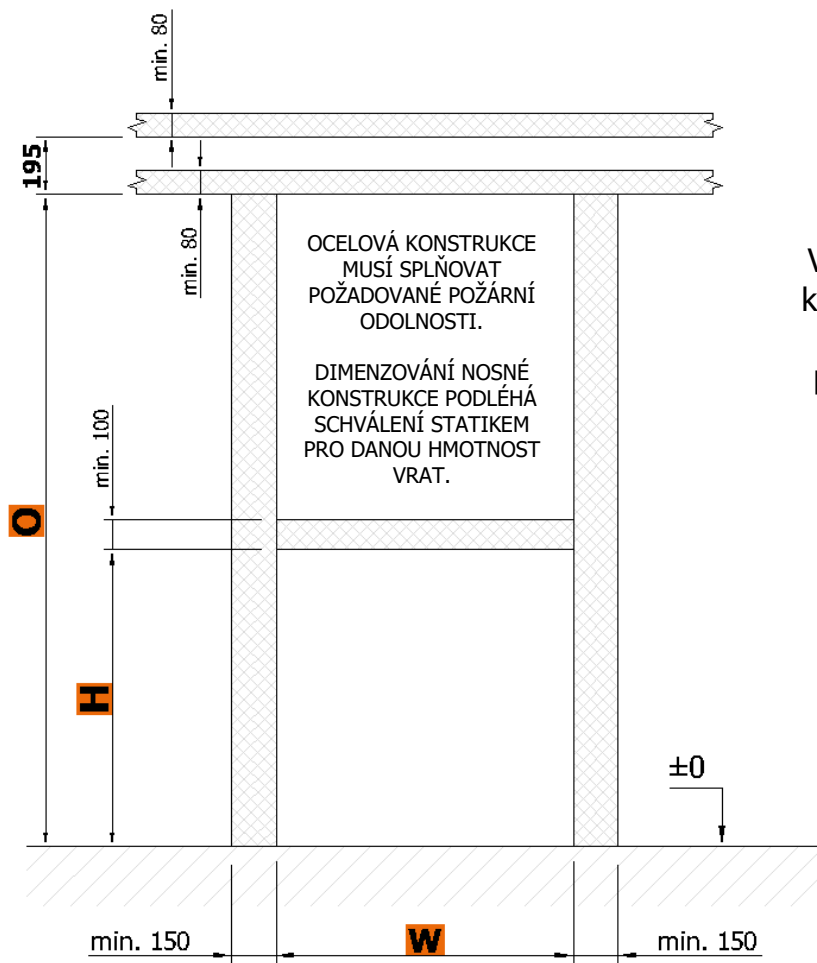 min. 80
195
min. 80
OCELOVÁ KONSTRUKCE
MUSÍ SPLŇOVAT
POŽADOVANÉ POŽÁRNÍ
ODOLNOSTI.
DIMENZOVÁNÍ NOSNÉ
KONSTRUKCE PODLÉHÁ
SCHVÁLENÍ STATIKEM
PRO DANOU HMOTNOST
VRAT.
min. 100
O
H
±0
min. 150
W
min. 150